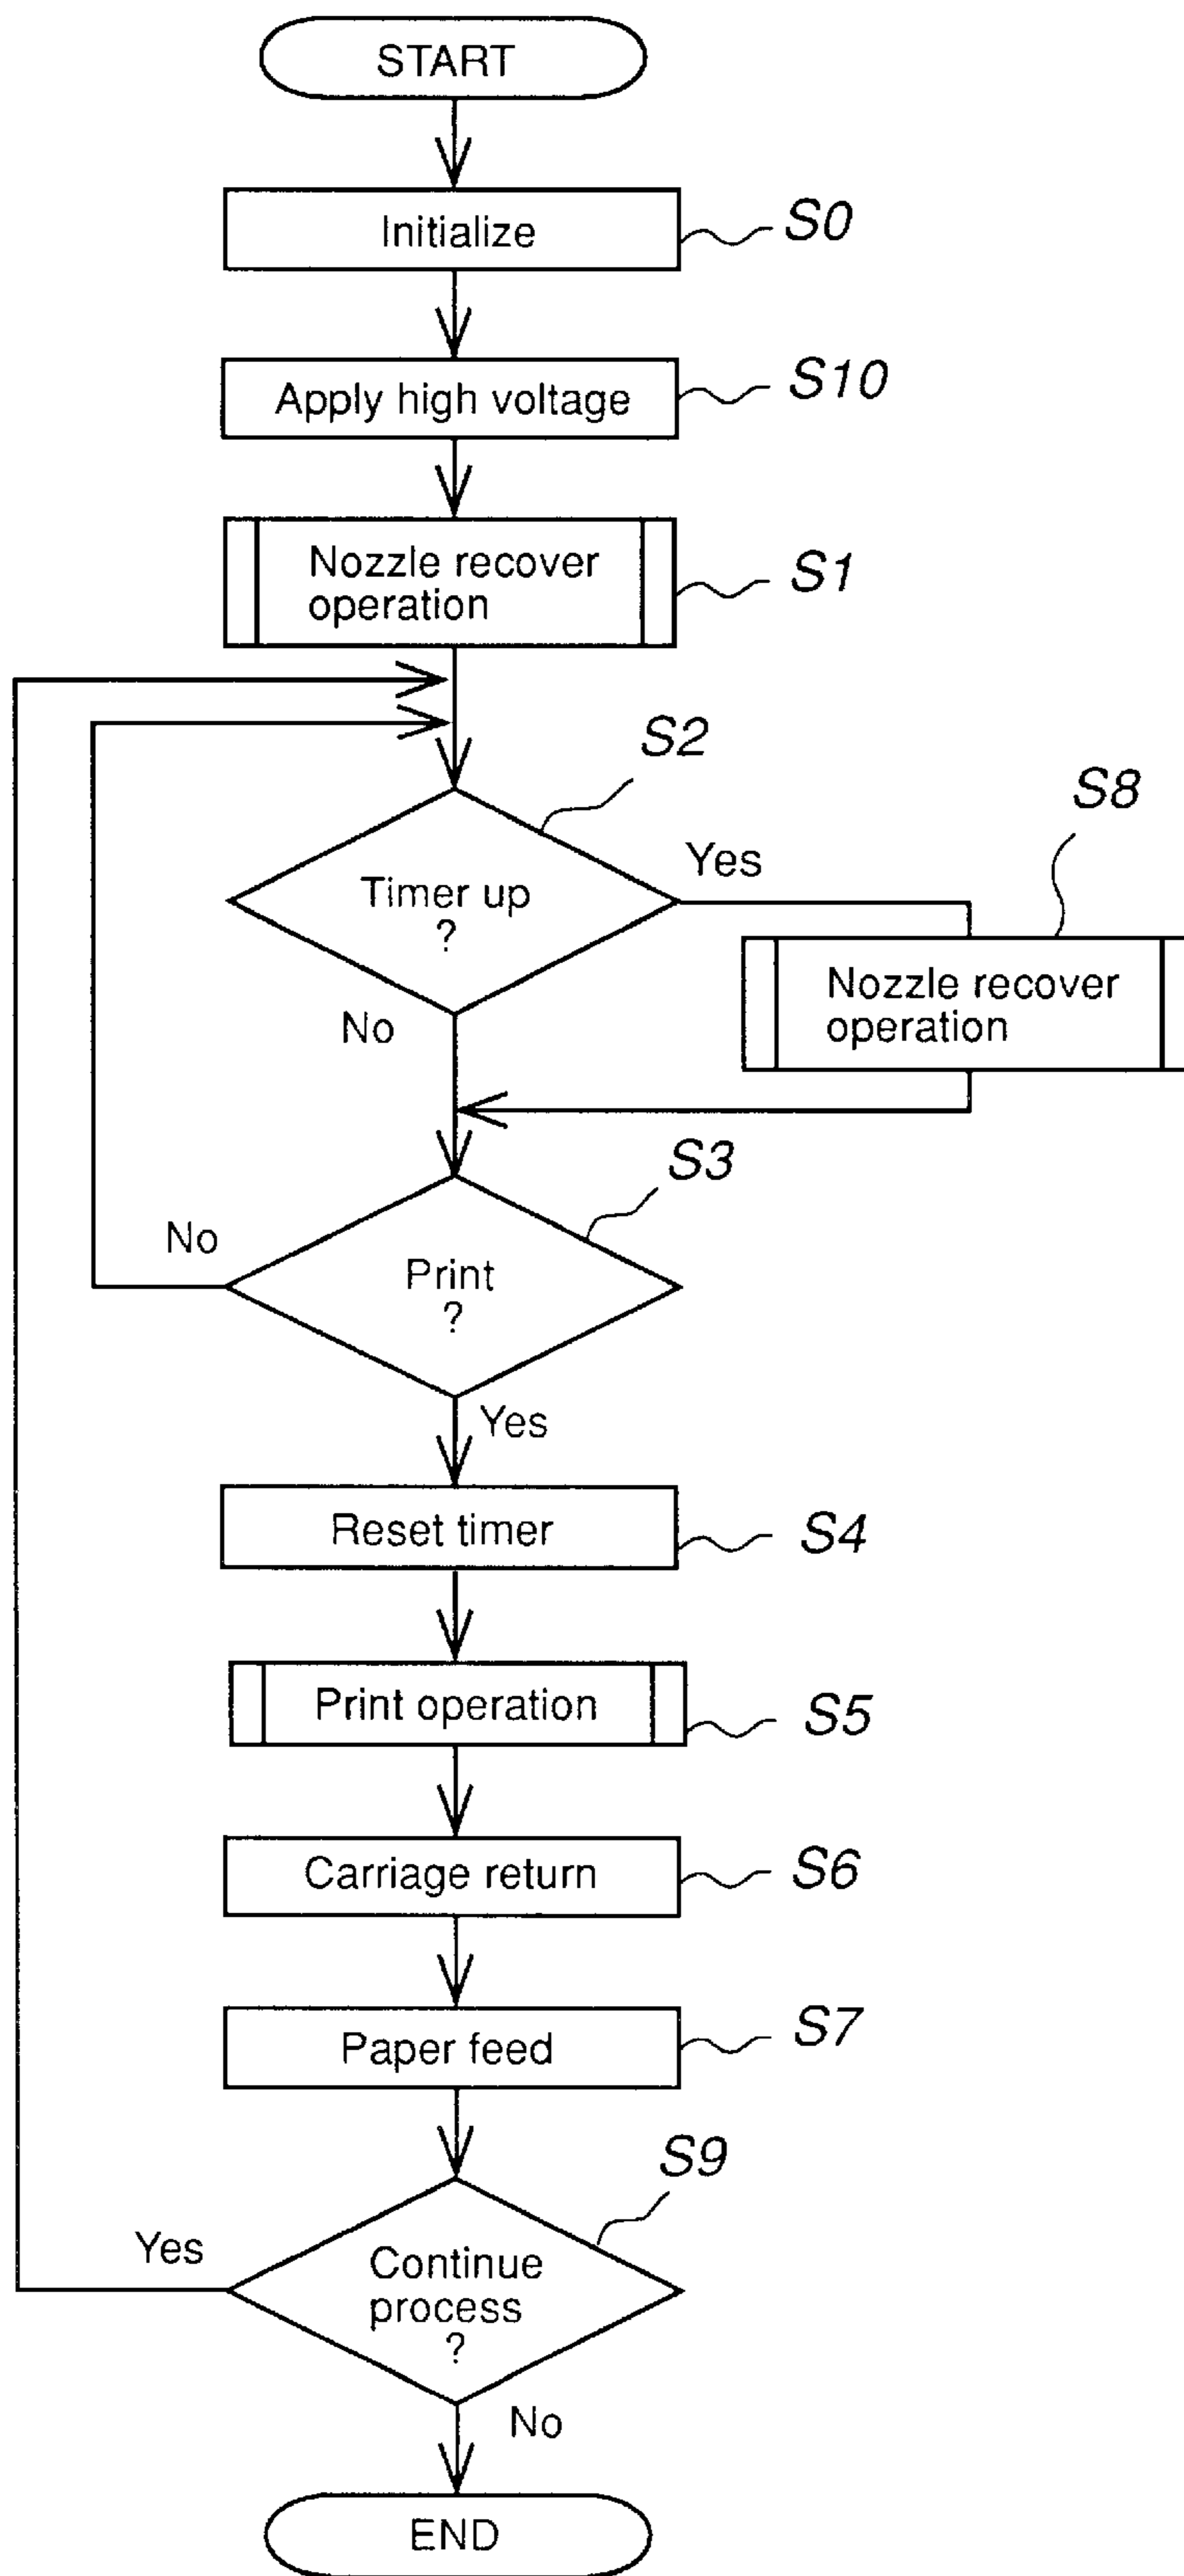 START
Initialize
S0
Apply high voltage
S10
Nozzle recover
operation
S1
S2
Timer up
?
Yes
No
S8
Nozzle recover
operation
S3
Print
?
No
Yes
Reset timer
S4
Print operation
S5
Carriage return
S6
Paper feed
S7
S9
Continue
process
?
Yes
No
END